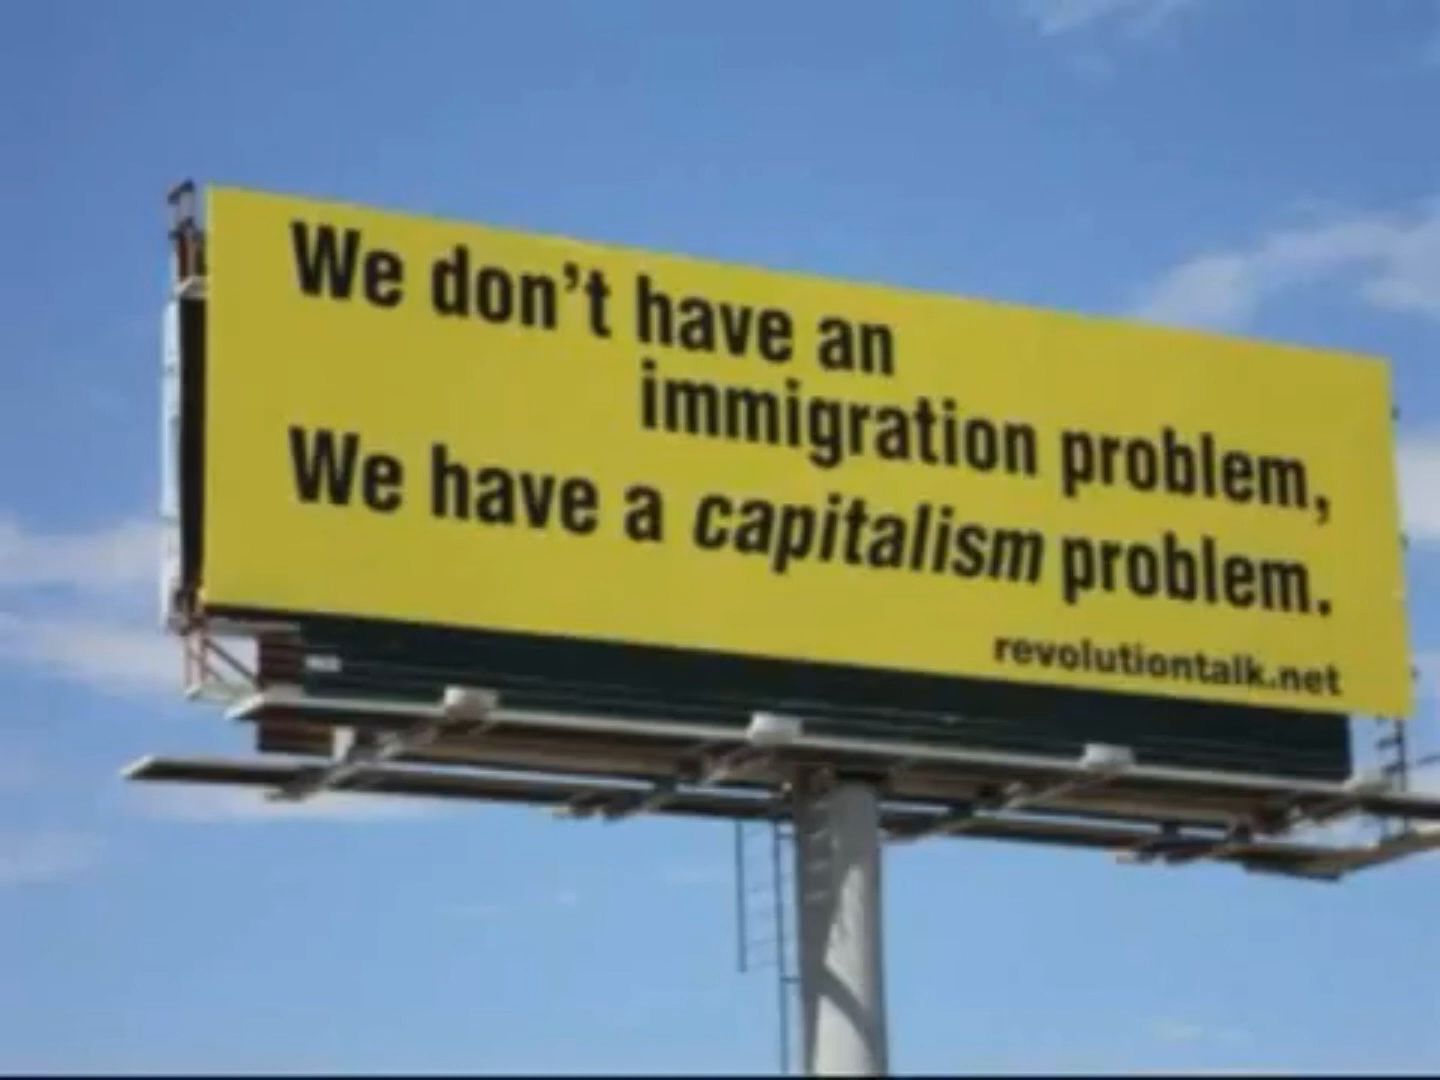 We don't have an
immigration problem,
We have a capitalism problem.
revolutiontalk.net